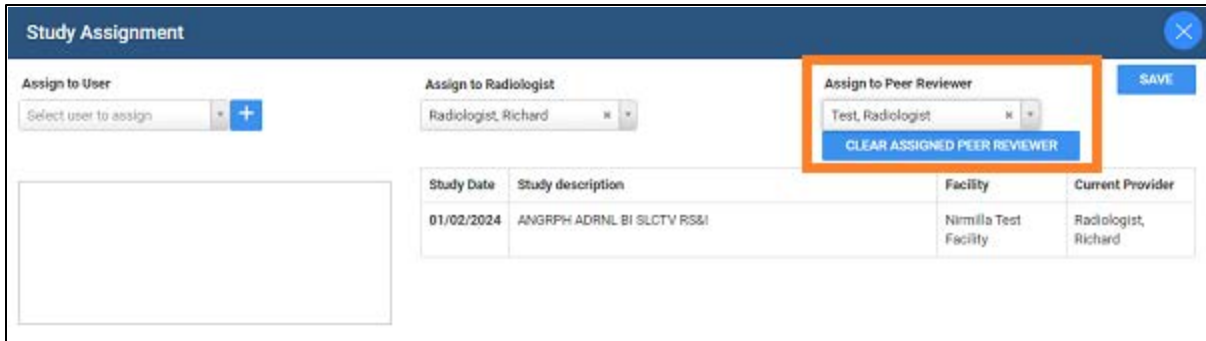 Study Assignment
Assign to User
Select user to assign
Assign to Radiologist
Radiologist, Richard
Assign to Peer Reviewer
Test, Radiologist
CLEAR ASSIGNED PEER REVIEWER
SAVE
Study Date Study description Facility Current Provider
01/02/2024 ANGRPH ADRNL BI SLCTV RS&I Nirmilla Test Radiologist,
Facility Richard